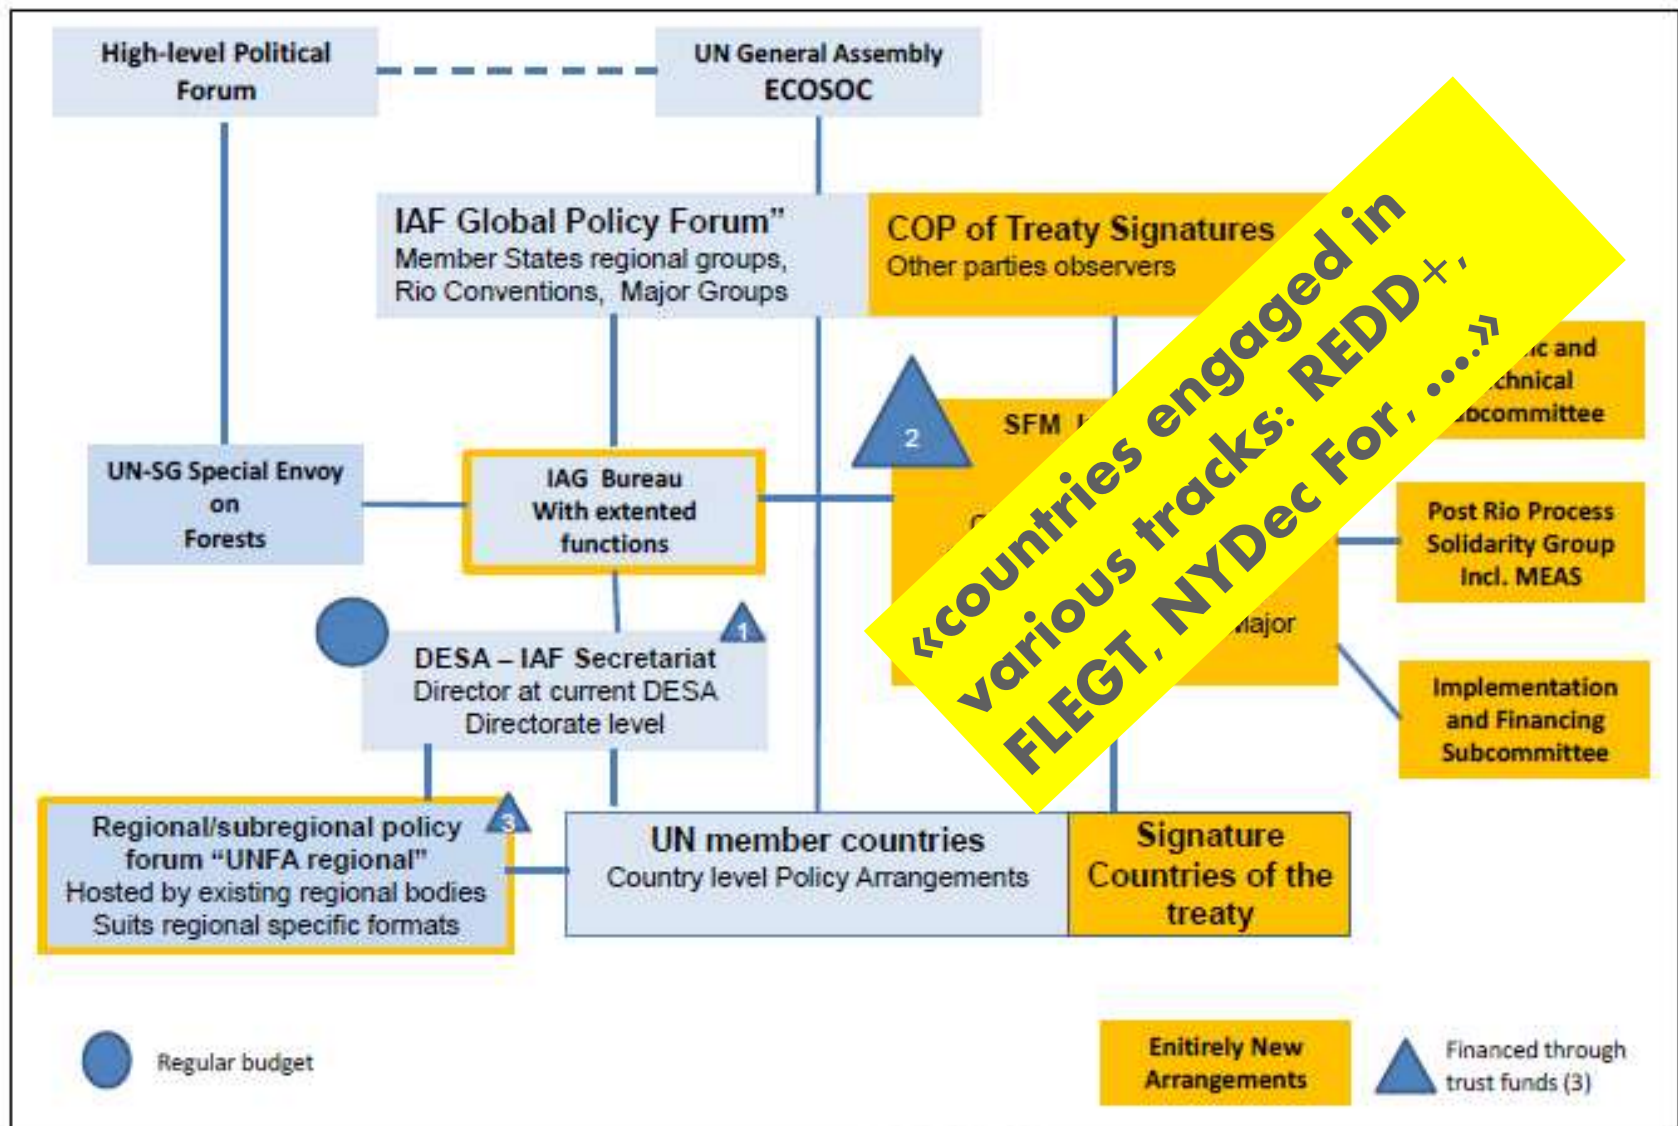 High-level Political
Forum
UN General Assembly
ECOSOC
IAF Global Policy Forum”
Member States regional groups,
Rio Conventions, Major Groups
COP of Treaty Signatures
Other parties observers
«countries engaged in
various tracks: REDD+,
FLEGT, NYDec For, ....»
and
Subcommittee
2
SFM
UN-SG Special Envoy
on
Forests
IAG Bureau
With extented
functions
Post Rio Process
Solidarity Group
Incl. MEAS
Major
1
DESA – IAF Secretariat
Director at current DESA
Directorate level
Implementation
and Financing
Subcommittee
3
Regional/subregional policy
forum “UNFA regional”
Hosted by existing regional bodies
Suits regional specific formats
UN member countries
Country level Policy Arrangements
Signature
Countries of the
treaty
Regular budget
Enitirely New
Arrangements
Financed through
trust funds (3)